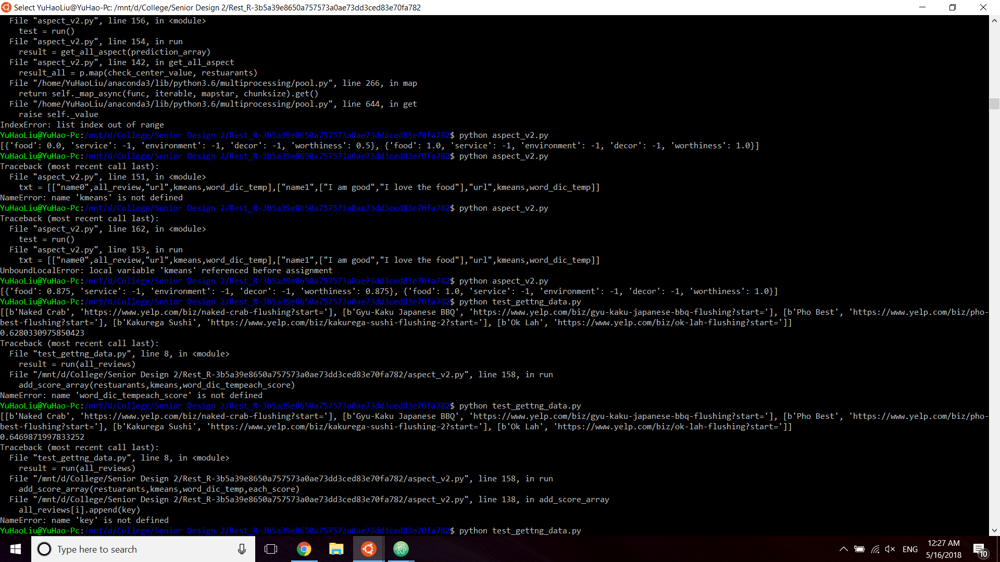 Select YuHaoLiu@YuHao-Pc: /mnt/d/College/Senior Design 2/Rest_R-3b5a39e8650a757573a0ae73dd3ced83e70fa782
  File "aspect_v2.py", line 156, in <module>
    test = run()
  File "aspect_v2.py", line 154, in run
    result = get_all_aspect(prediction_array)
  File "aspect_v2.py", line 142, in get_all_aspect
    result_all = p.map(check_center_value, restuarants)
  File "/home/YuHaoLiu/anaconda3/lib/python3.6/multiprocessing/pool.py", line 266, in map
    return self._map_async(func, iterable, mapstar, chunksize).get()
  File "/home/YuHaoLiu/anaconda3/lib/python3.6/multiprocessing/pool.py", line 644, in get
    raise self._value
IndexError: list index out of range
YuHaoLiu@YuHao-Pc:/mnt/d/College/Senior Design 2/Rest_R-3b5a39e8650a757573a0ae73dd3ced83e70fa782$ python aspect_v2.py
[{'food': 0.0, 'service': -1, 'environment': -1, 'decor': -1, 'worthiness': 0.5}, {'food': 1.0, 'service': -1, 'environment': -1, 'decor': -1, 'worthiness': 1.0}]
YuHaoLiu@YuHao-Pc:/mnt/d/College/Senior Design 2/Rest_R-3b5a39e8650a757573a0ae73dd3ced83e70fa782$ python aspect_v2.py
Traceback (most recent call last):
  File "aspect_v2.py", line 151, in <module>
    txt = [["name0",all_review,"url",kmeans,word_dic_temp],["name1",["I am good","I love the food"],"url",kmeans,word_dic_temp]]
NameError: name 'kmeans' is not defined
YuHaoLiu@YuHao-Pc:/mnt/d/College/Senior Design 2/Rest_R-3b5a39e8650a757573a0ae73dd3ced83e70fa782$ python aspect_v2.py
Traceback (most recent call last):
  File "aspect_v2.py", line 162, in <module>
    test = run()
  File "aspect_v2.py", line 153, in run
    txt = [["name0",all_review,"url",kmeans,word_dic_temp],["name1",["I am good","I love the food"],"url",kmeans,word_dic_temp]]
UnboundLocalError: local variable 'kmeans' referenced before assignment
YuHaoLiu@YuHao-Pc:/mnt/d/College/Senior Design 2/Rest_R-3b5a39e8650a757573a0ae73dd3ced83e70fa782$ python aspect_v2.py
[{'food': 0.875, 'service': -1, 'environment': -1, 'decor': -1, 'worthiness': 0.875}, {'food': 1.0, 'service': -1, 'environment': -1, 'decor': -1, 'worthiness': 1.0}]
YuHaoLiu@YuHao-Pc:/mnt/d/College/Senior Design 2/Rest_R-3b5a39e8650a757573a0ae73dd3ced83e70fa782$ python test_gettng_data.py
[[b'Naked Crab', 'https://www.yelp.com/biz/naked-crab-flushing?start='], [b'Gyu-Kaku Japanese BBQ', 'https://www.yelp.com/biz/gyu-kaku-japanese-bbq-flushing?start='], [b'Pho Best', 'https://www.yelp.com/biz/pho-
best-flushing?start='], [b'Kakurega Sushi', 'https://www.yelp.com/biz/kakurega-sushi-flushing-2?start='], [b'Ok Lah', 'https://www.yelp.com/biz/ok-lah-flushing?start=']]
0.6280330975850423
Traceback (most recent call last):
  File "test_gettng_data.py", line 8, in <module>
    result = run(all_reviews)
  File "/mnt/d/College/Senior Design 2/Rest_R-3b5a39e8650a757573a0ae73dd3ced83e70fa782/aspect_v2.py", line 158, in run
    add_score_array(restuarants,kmeans,word_dic_tempeach_score)
NameError: name 'word_dic_tempeach_score' is not defined
YuHaoLiu@YuHao-Pc:/mnt/d/College/Senior Design 2/Rest_R-3b5a39e8650a757573a0ae73dd3ced83e70fa782$ python test_gettng_data.py
[[b'Naked Crab', 'https://www.yelp.com/biz/naked-crab-flushing?start='], [b'Gyu-Kaku Japanese BBQ', 'https://www.yelp.com/biz/gyu-kaku-japanese-bbq-flushing?start='], [b'Pho Best', 'https://www.yelp.com/biz/pho-
best-flushing?start='], [b'Kakurega Sushi', 'https://www.yelp.com/biz/kakurega-sushi-flushing-2?start='], [b'Ok Lah', 'https://www.yelp.com/biz/ok-lah-flushing?start=']]
0.6469871997833252
Traceback (most recent call last):
  File "test_gettng_data.py", line 8, in <module>
    result = run(all_reviews)
  File "/mnt/d/College/Senior Design 2/Rest_R-3b5a39e8650a757573a0ae73dd3ced83e70fa782/aspect_v2.py", line 158, in run
    add_score_array(restuarants,kmeans,word_dic_temp,each_score)
  File "/mnt/d/College/Senior Design 2/Rest_R-3b5a39e8650a757573a0ae73dd3ced83e70fa782/aspect_v2.py", line 138, in add_score_array
    all_reviews[i].append(key)
NameError: name 'key' is not defined
YuHaoLiu@YuHao-Pc:/mnt/d/College/Senior Design 2/Rest_R-3b5a39e8650a757573a0ae73dd3ced83e70fa782$ python test_gettng_data.py
Type here to search
ENG
12:27 AM
5/16/2018
10